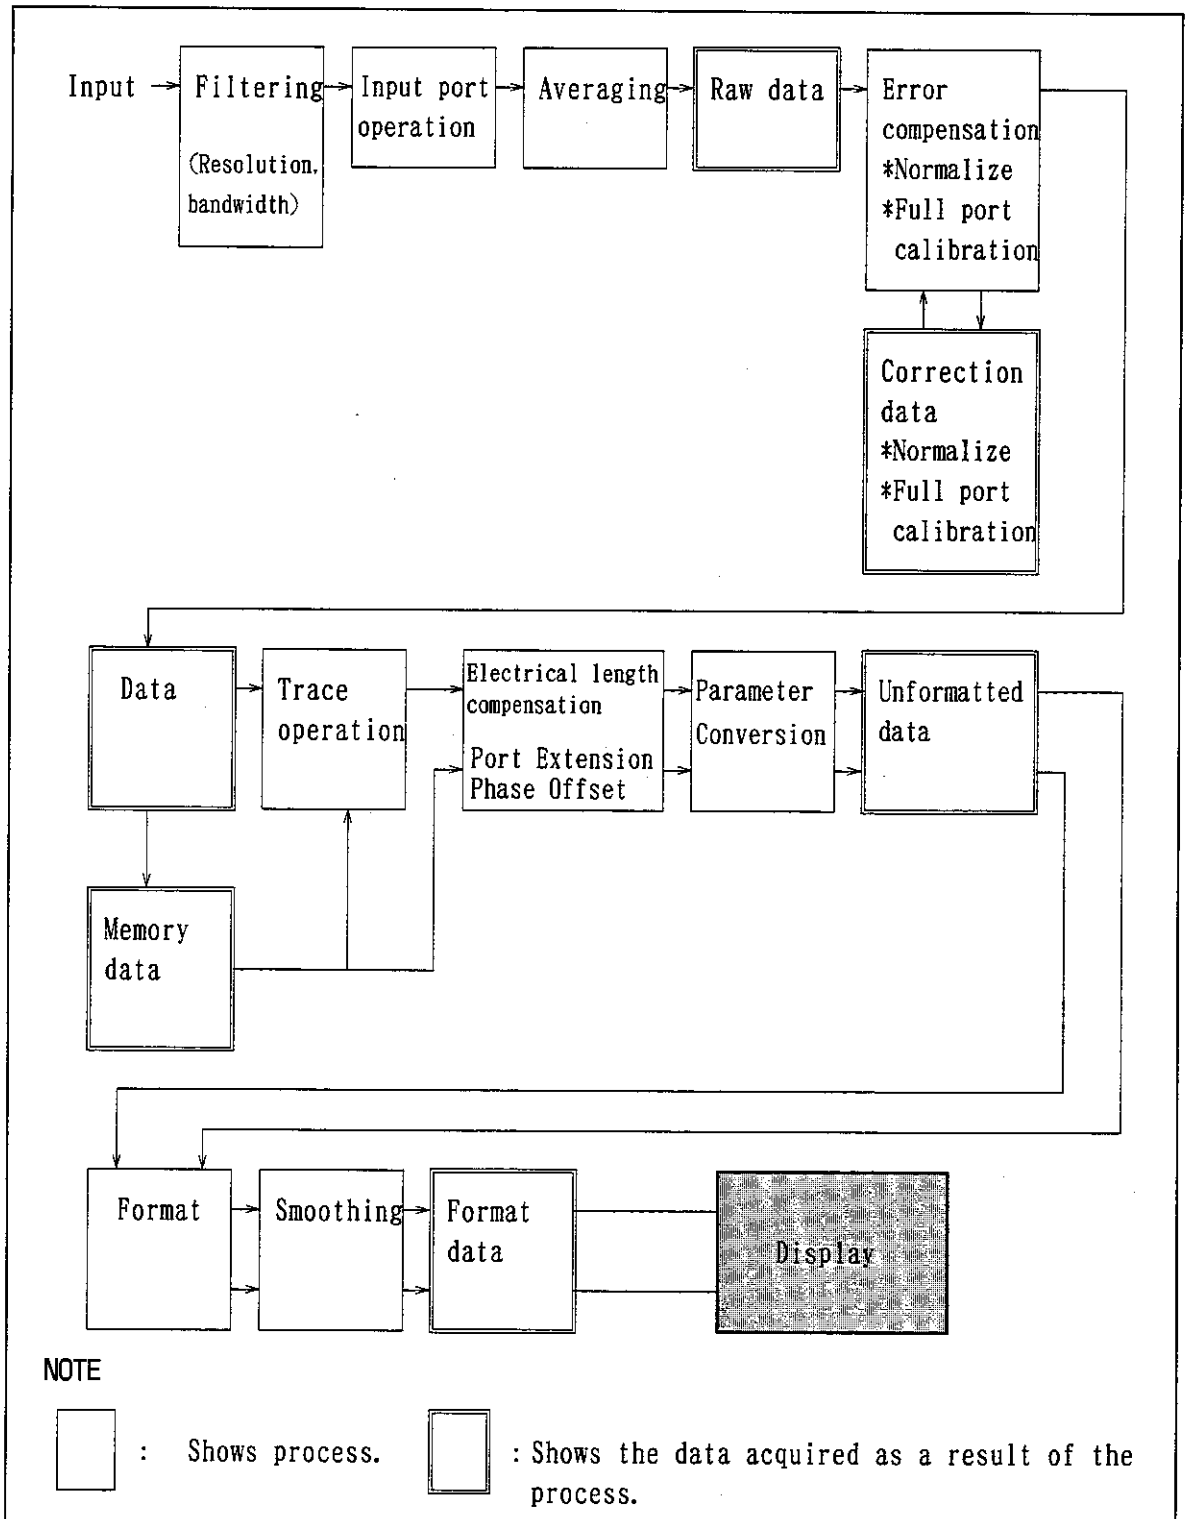 Input
Filtering
(Resolution,
bandwidth)
Input port
operation
Averaging
Raw data
Error
compensation
*Normalize
*Full port
calibration
Correction
data
*Normalize
*Full port
calibration
Data
Trace
operation
Electrical length
compensation
Port Extension
Phase Offset
Parameter
Conversion
Unformatted
data
Memory
data
Format
Smoothing
Format
data
Display
NOTE
: Shows process.
: Shows the data acquired as a result of the
process.